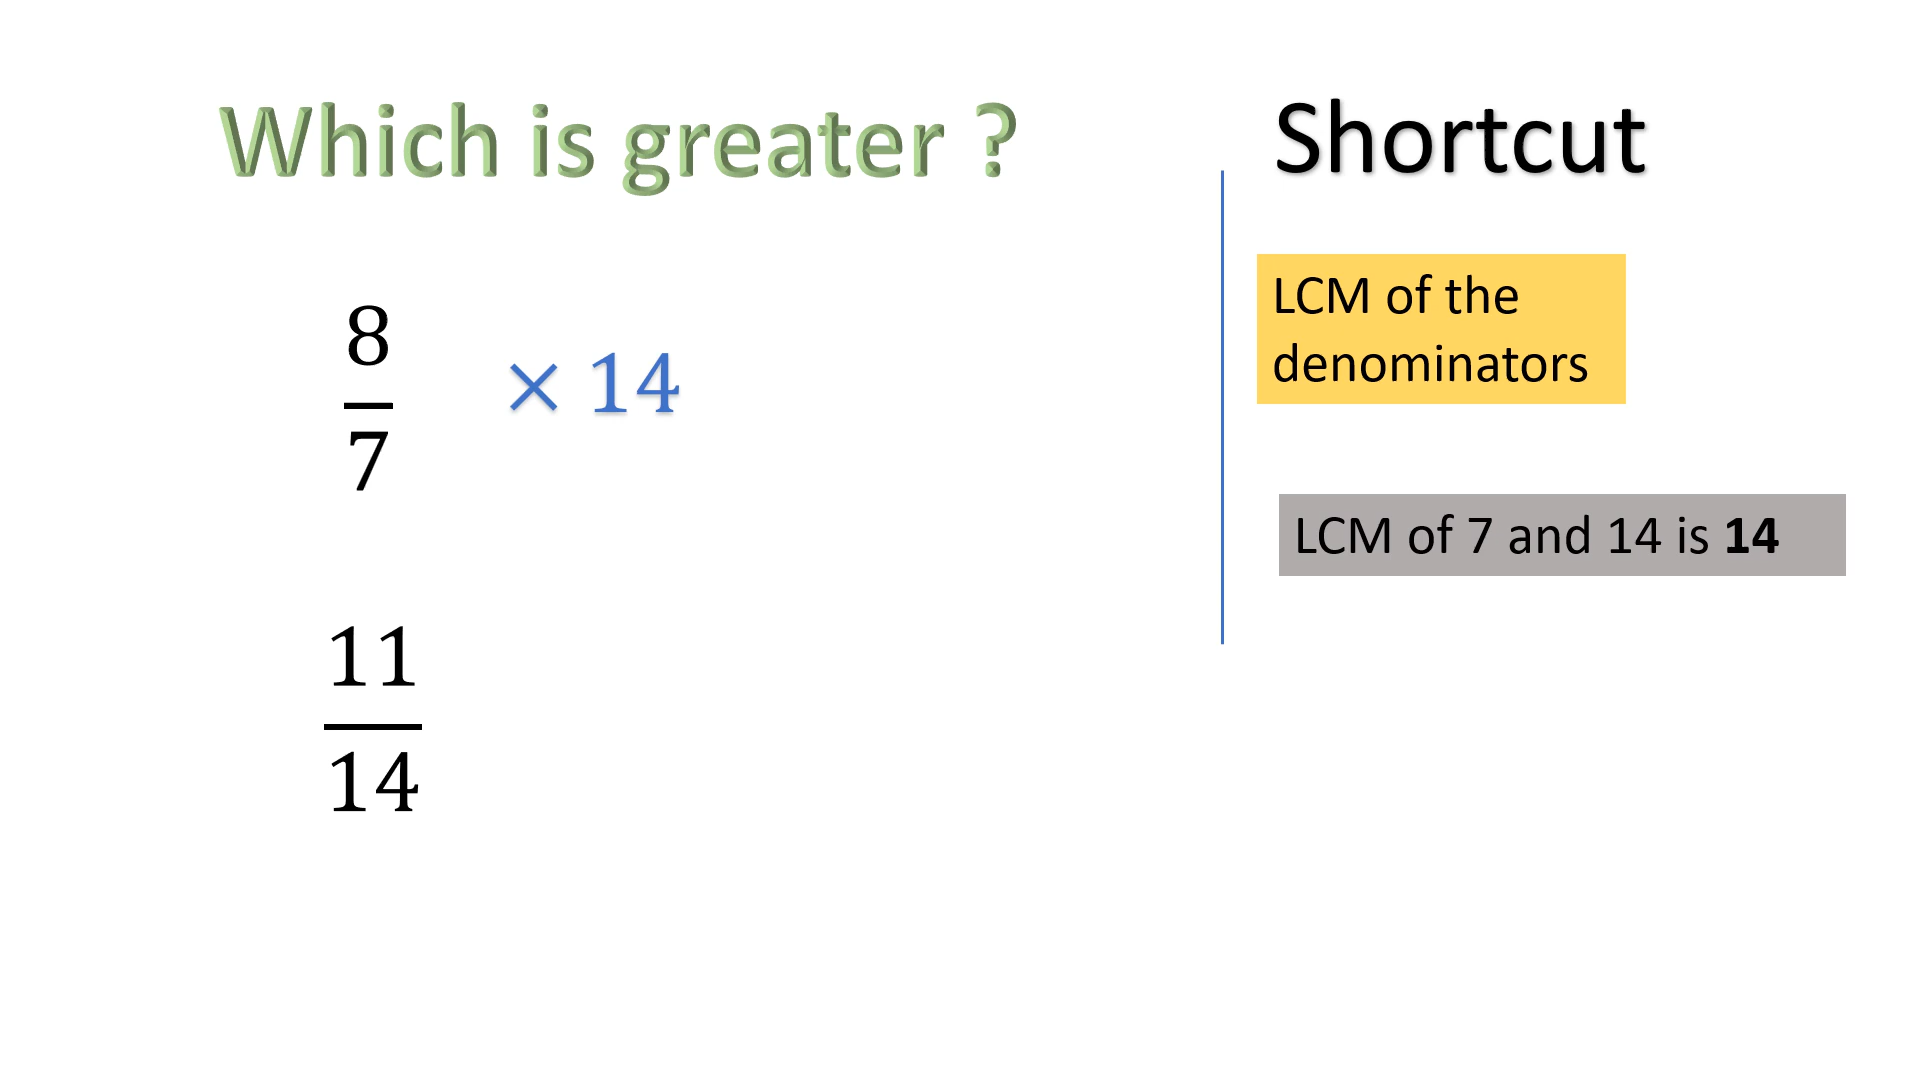 Which is greater ?
8
7
× 14
11
14
Shortcut
LCM of the
denominators
LCM of 7 and 14 is 14